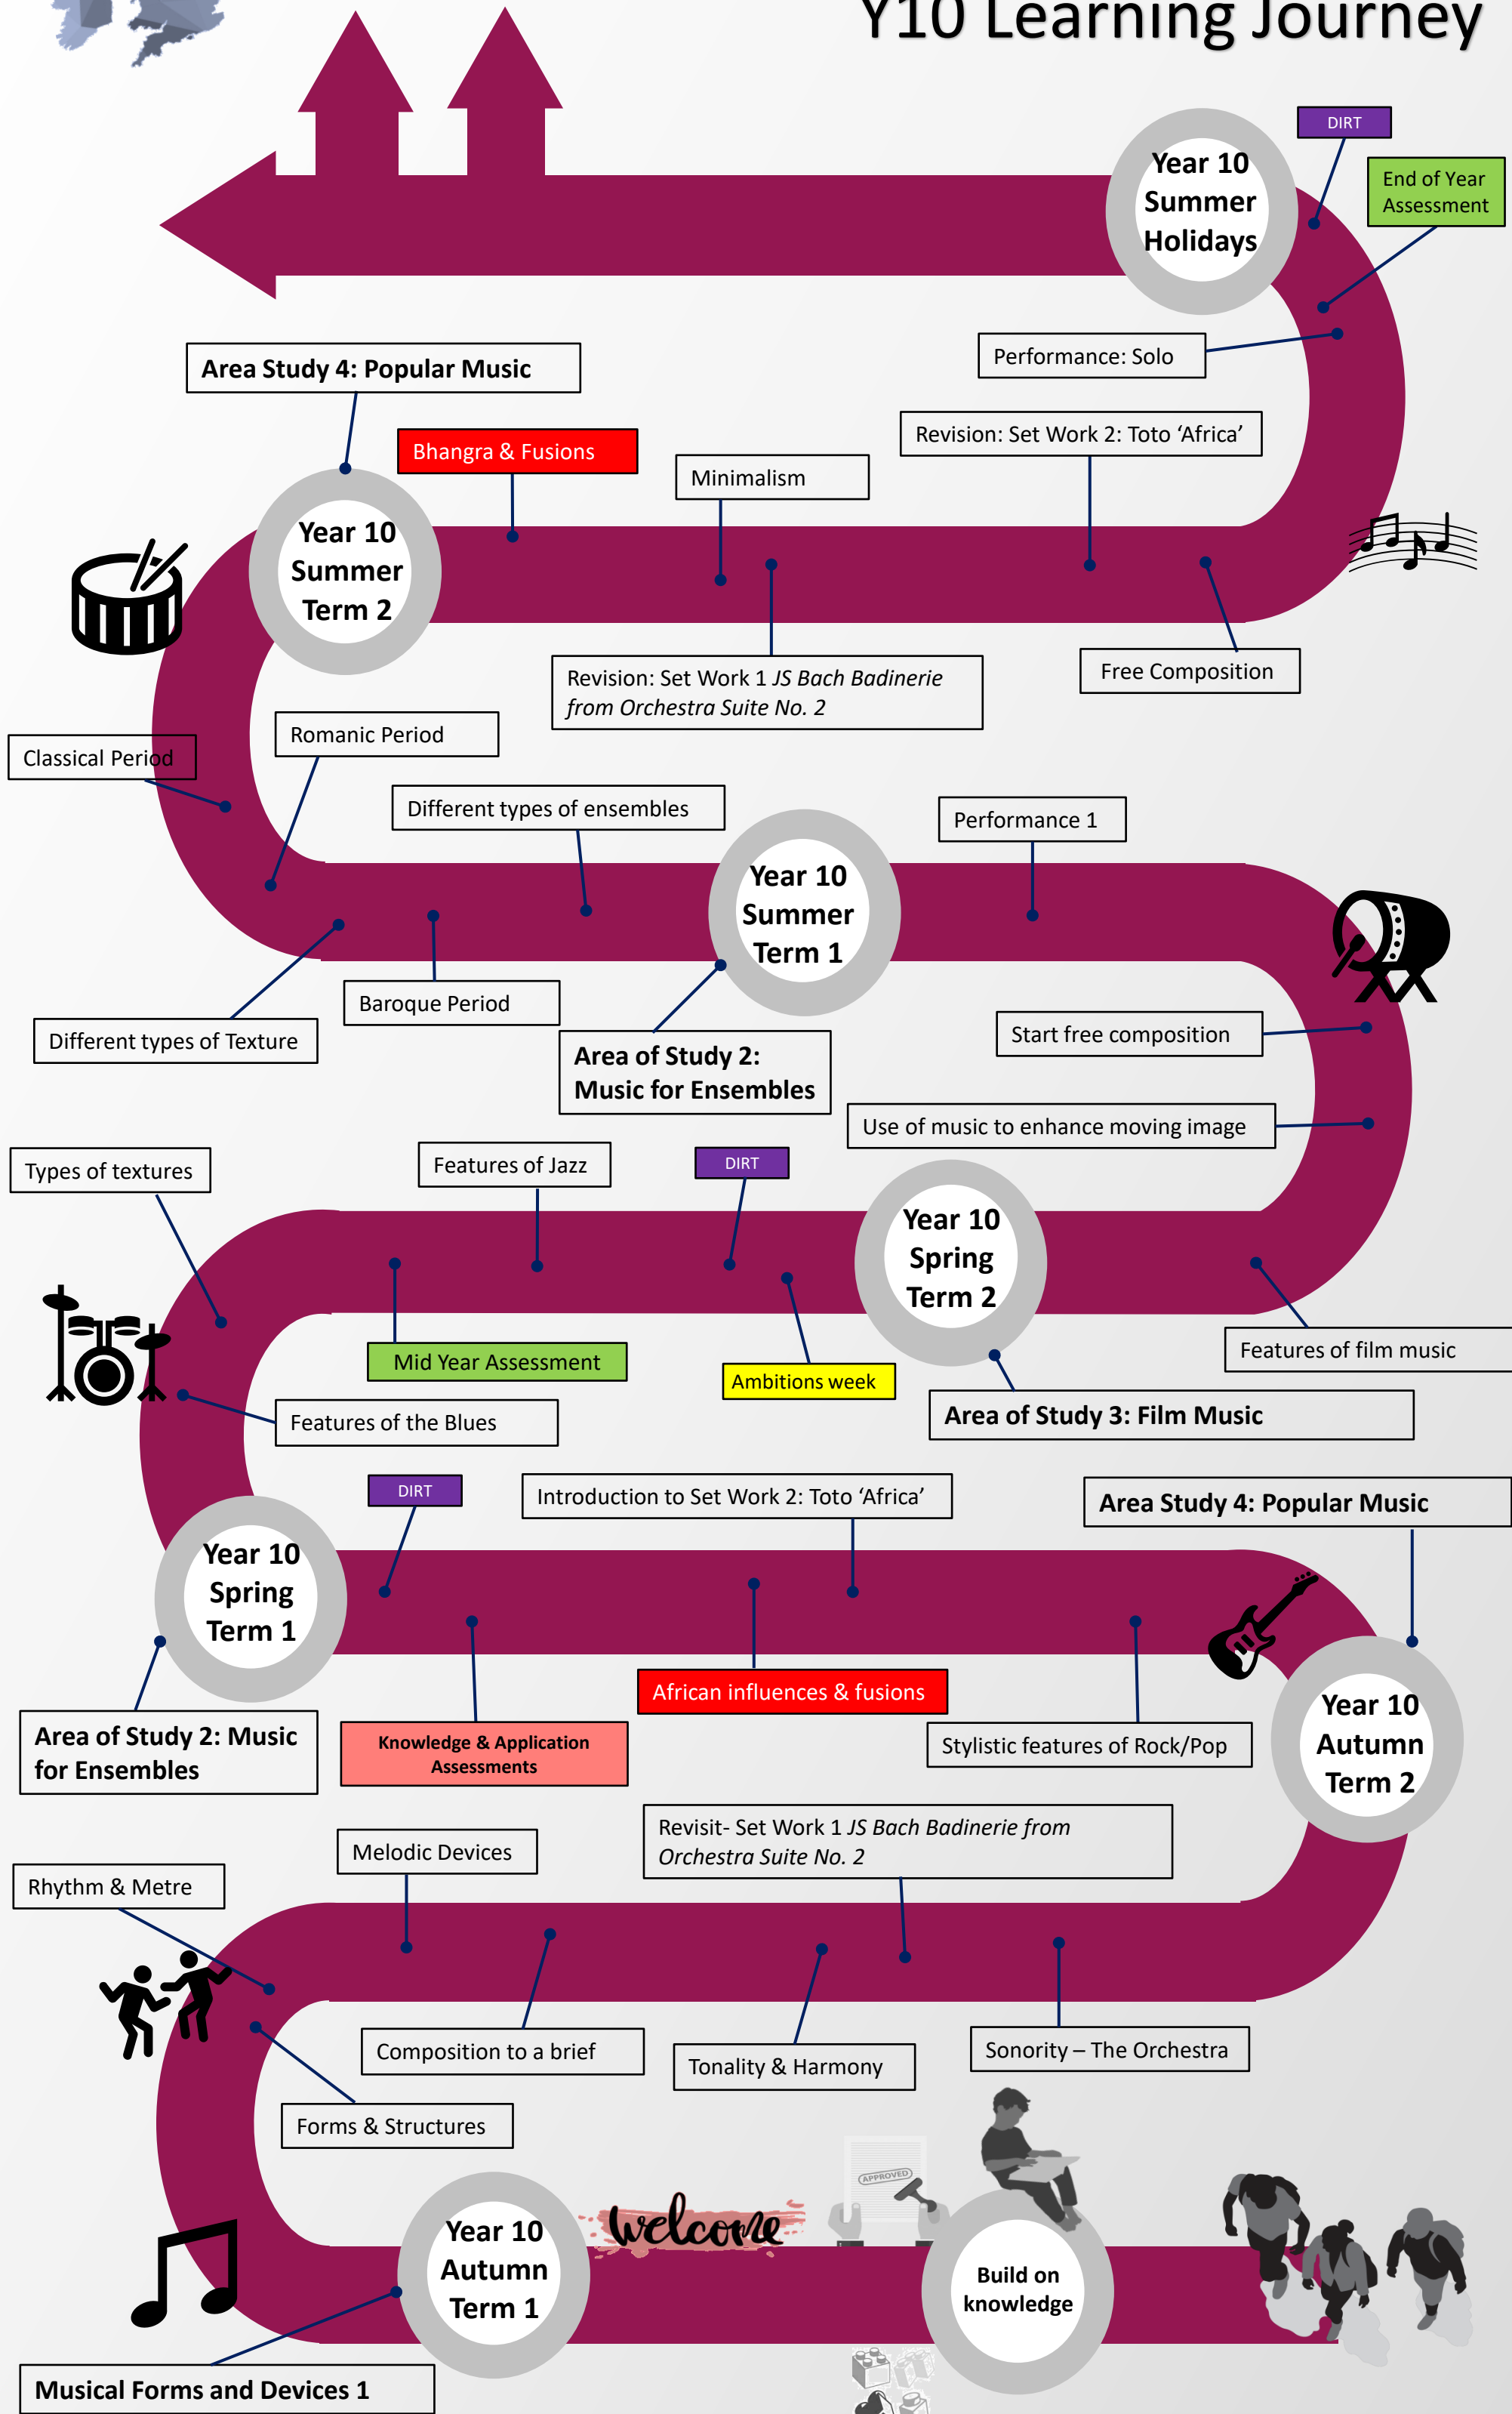 Y10 Learning Journey
DIRT
Year 10
Summer
Holidays
End of Year
Assessment
Performance: Solo
Area Study 4: Popular Music
Revision: Set Work 2: Toto ‘Africa’
Bhangra & Fusions
Minimalism
Year 10
Summer
Term 2
Revision: Set Work 1 JS Bach Badinerie
from Orchestra Suite No. 2
Free Composition
Romanic Period
Classical Period
Different types of ensembles
Performance 1
Year 10
Summer
Term 1
Baroque Period
Different types of Texture
Area of Study 2:
Music for Ensembles
Start free composition
Use of music to enhance moving image
Types of textures
Features of Jazz
DIRT
Year 10
Spring
Term 2
Mid Year Assessment
Ambitions week
Features of film music
Features of the Blues
Area of Study 3: Film Music
DIRT
Introduction to Set Work 2: Toto ‘Africa’
Area Study 4: Popular Music
Year 10
Spring
Term 1
African influences & fusions
Area of Study 2: Music
for Ensembles
Knowledge & Application
Assessments
Stylistic features of Rock/Pop
Year 10
Autumn
Term 2
Revisit- Set Work 1 JS Bach Badinerie from
Orchestra Suite No. 2
Melodic Devices
Rhythm & Metre
Composition to a brief
Tonality & Harmony
Sonority – The Orchestra
Forms & Structures
APPROVED
welcome
Year 10
Autumn
Term 1
Build on
knowledge
Musical Forms and Devices 1